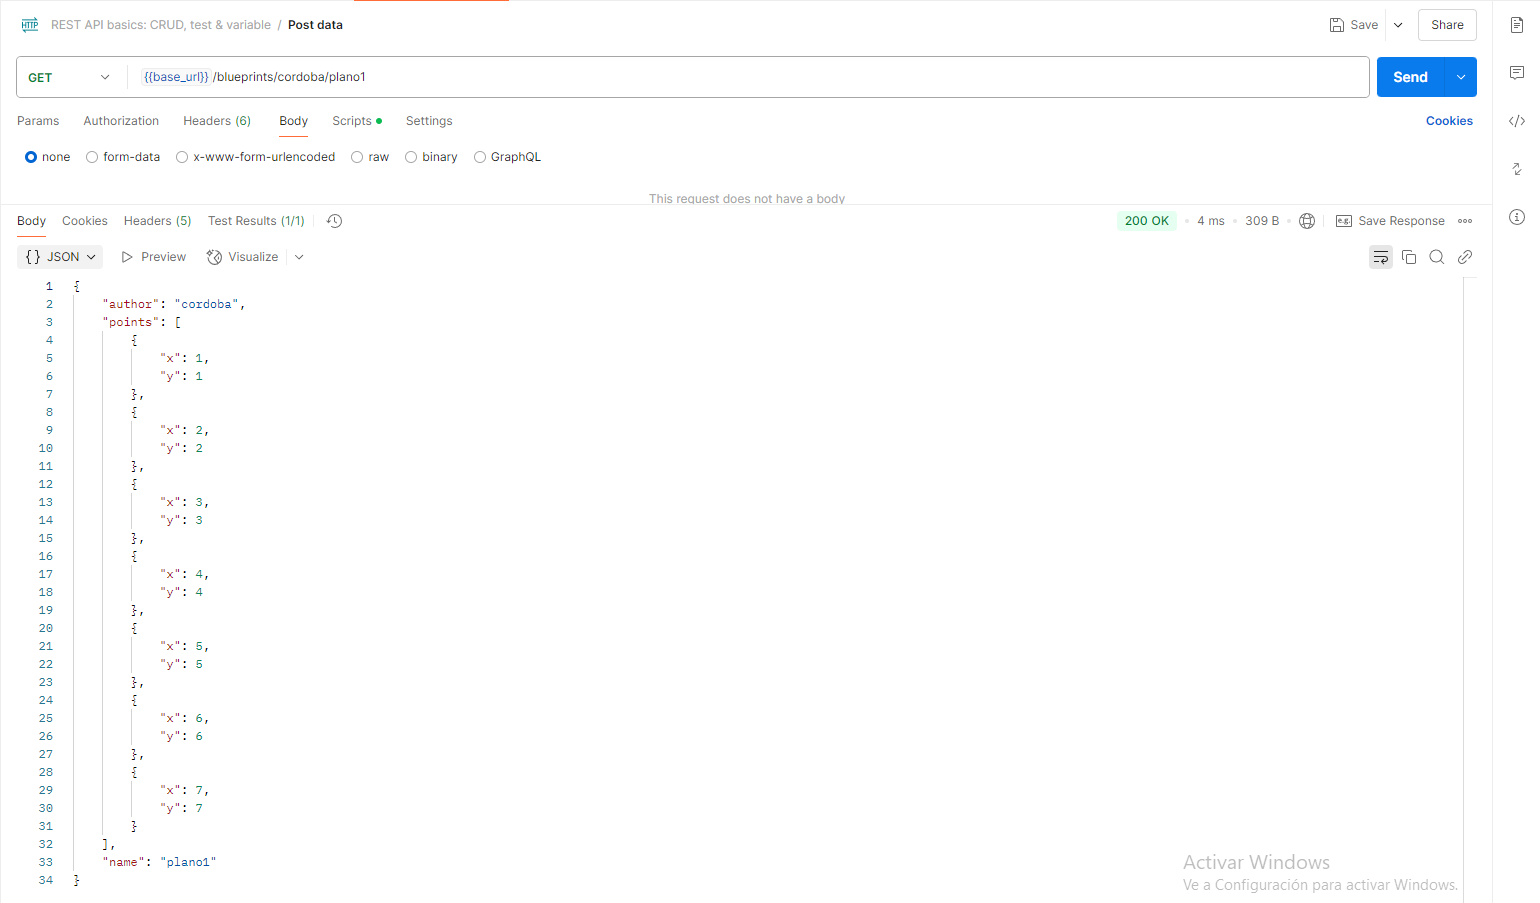 HTTP REST API basics: CRUD, test & variable / Post data Save Share
GET {{base_url}} /blueprints/cordoba/plano1 Send
Params Authorization Headers (6) Body Scripts Settings Cookies
none form-data x-www-form-urlencoded raw binary GraphQL
This request does not have a body
Body Cookies Headers (5) Test Results (1/1) 200 OK • 4 ms • 309 B • e.g. Save Response
{} JSON Preview Visualize
1 {
2 "author": "cordoba",
3 "points": [
4 {
5 "x": 1,
6 "y": 1
7 },
8 {
9 "x": 2,
10 "y": 2
11 },
12 {
13 "x": 3,
14 "y": 3
15 },
16 {
17 "x": 4,
18 "y": 4
19 },
20 {
21 "x": 5,
22 "y": 5
23 },
24 {
25 "x": 6,
26 "y": 6
27 },
28 {
29 "x": 7,
30 "y": 7
31 }
32 ],
33 "name": "plano1"
34 }
Activar Windows
Ve a Configuración para activar Windows.